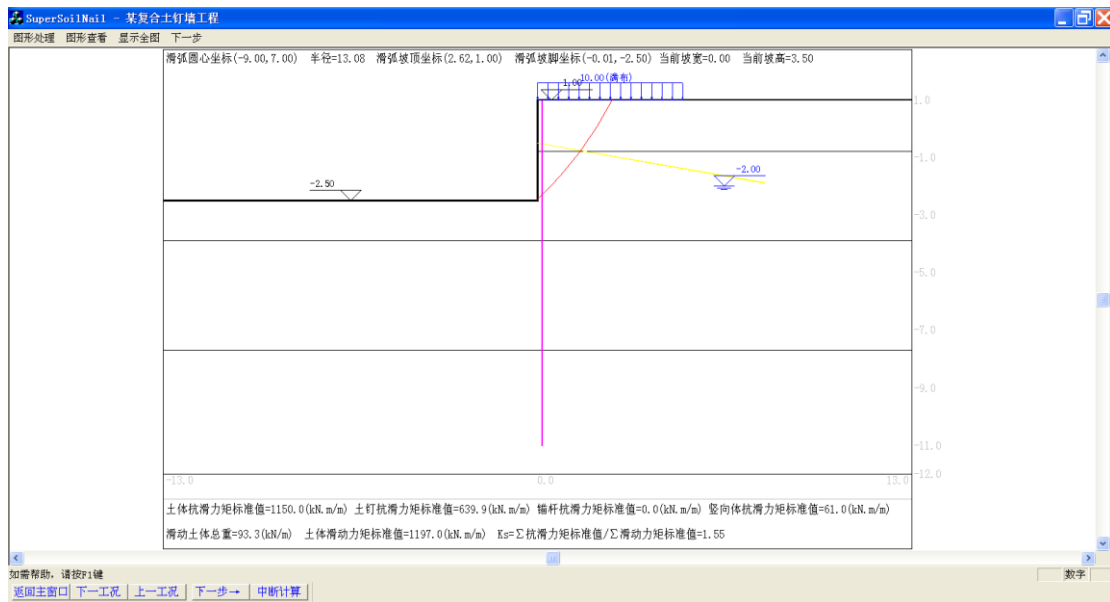 SuperSoilNail - 某复合土钉墙工程
图形处理 图形查看 显示全图 下一步
滑弧圆心坐标(-9.00,7.00) 半径=13.08 滑弧坡顶坐标(2.62,1.00) 滑弧坡脚坐标(-0.01,-2.50) 当前坡宽=0.00 当前坡高=3.50
10.00(满布)
1.00
1.0
-1.0
-2.00
-2.50
-3.0
-5.0
-7.0
-9.0
-11.0
-13.0 0.0 13.0 -12.0
土体抗滑力矩标准值=1150.0(kN.m/m) 土钉抗滑力矩标准值=639.9(kN.m/m) 锚杆抗滑力矩标准值=0.0(kN.m/m) 竖向体抗滑力矩标准值=61.0(kN.m/m)
滑动土体总重=93.3(kN/m) 土体滑动力矩标准值=1197.0(kN.m/m) Ks=Σ抗滑力矩标准值/Σ滑动力矩标准值=1.55
如需帮助, 请按F1键 数字
返回主窗口 下一工况 上一工况 下一步→ 中断计算